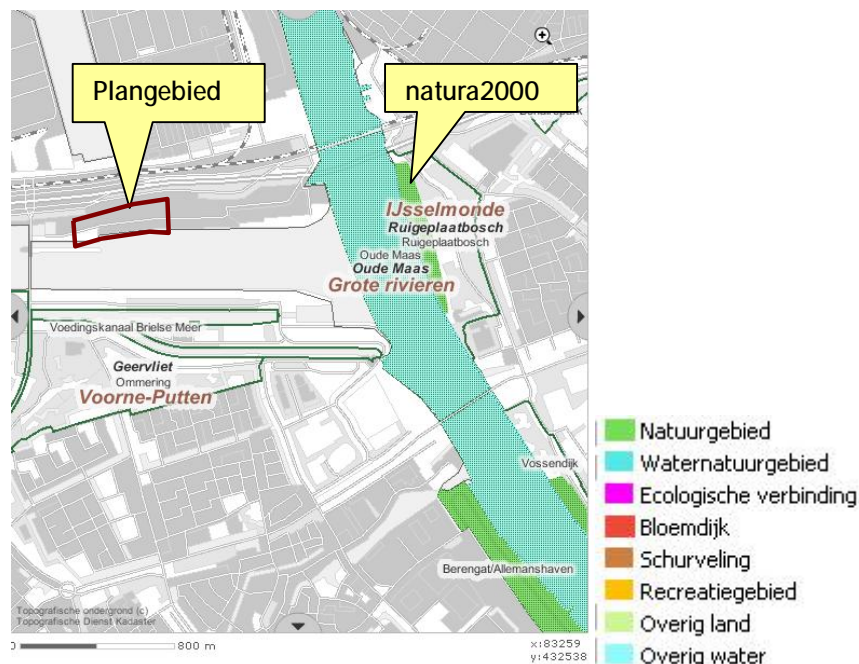 Plangebied
natura2000
IJsselmonde
Ruigeplaatbosch
Ruigeplaatbosch
Oude Maas
Oude Maas
Grote rivieren
Voedingskanaal Brielse Meer
Geervliet
Ommering
Voorne-Putten
Vossendijk
Berengat/Allemanshaven
Topografische ondergrond (c)
Topografische Dienst Kadaster
0 800 m
x:83259
y:432538
Natuurgebied
Waternatuurgebied
Ecologische verbinding
Bloemdijk
Schurveling
Recreatiegebied
Overig land
Overig water